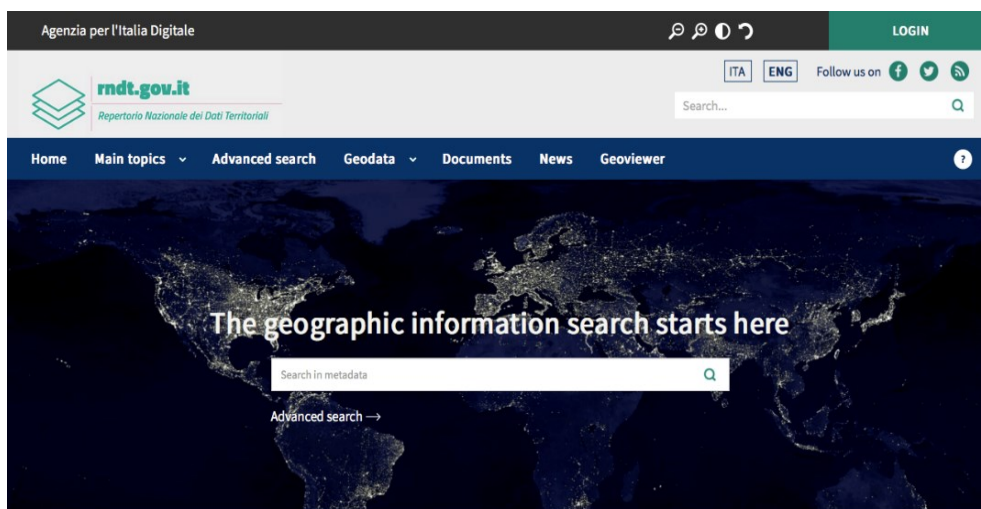 Agenzia per l'Italia Digitale
LOGIN
ITA ENG Follow us on
rndt.gov.it
Repertorio Nazionale dei Dati Territoriali
Search...
Home Main topics Advanced search Geodata Documents News Geoviewer ?
The geographic information search starts here
Search in metadata
Advanced search →